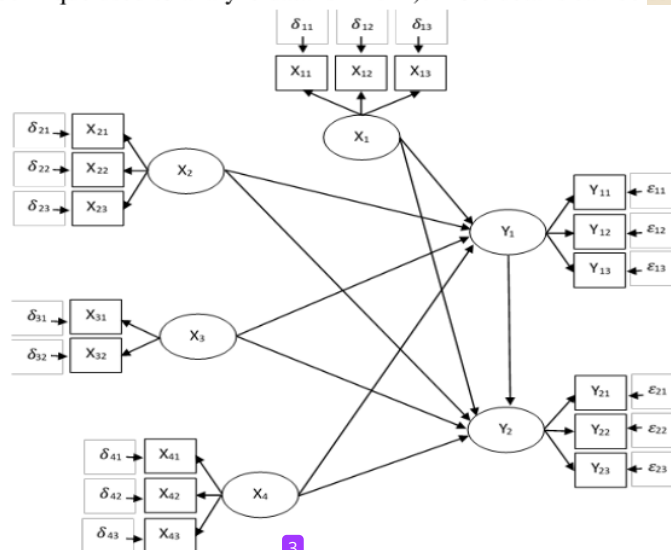 δ11 δ12 δ13
X11 X12 X13
X1
δ21 X21
δ22 X22
δ23 X23
X2
Y1
Y11 ε11
Y12 ε12
Y13 ε13
δ31 X31
δ32 X32
X3
Y2
Y21 ε21
Y22 ε22
Y23 ε23
δ41 X41
δ42 X42
δ43 X43
X4
3